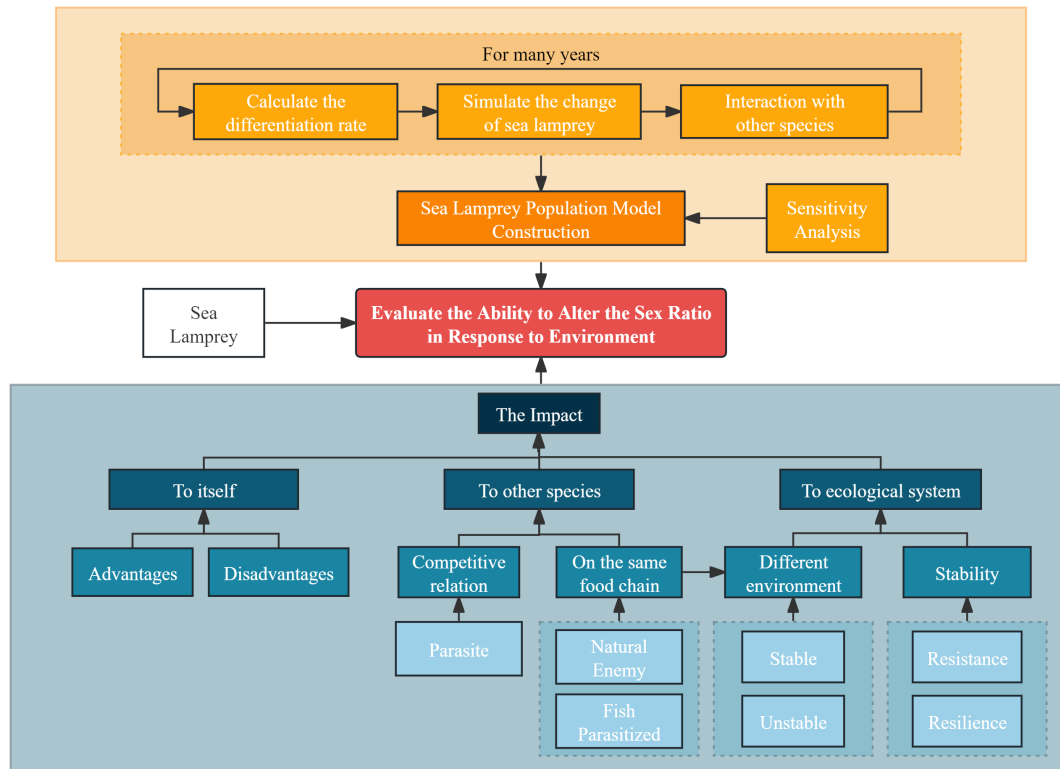 For many years
Calculate the
differentiation rate
Simulate the change
of sea lamprey
Interaction with
other species
Sea Lamprey Population Model
Construction
Sensitivity
Analysis
Sea
Lamprey
Evaluate the Ability to Alter the Sex Ratio
in Response to Environment
The Impact
To itself
To other species
To ecological system
Advantages
Disadvantages
Competitive
relation
On the same
food chain
Different
environment
Stability
Parasite
Natural
Enemy
Fish
Parasitized
Stable
Unstable
Resistance
Resilience